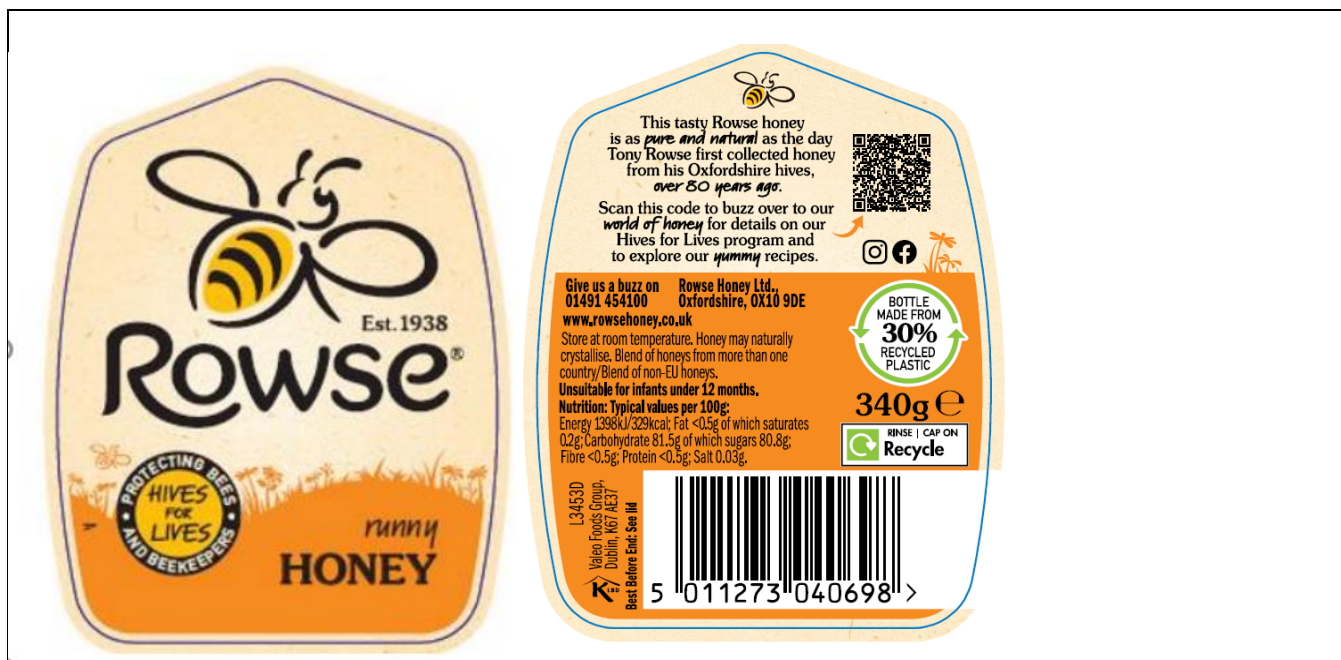 Est. 1938
Rowse®
PROTECTING BEES
HIVES
FOR
LIVES
AND BEEKEEPERS
runny
HONEY
This tasty Rowse honey
is as pure and natural as the day
Tony Rowse first collected honey
from his Oxfordshire hives,
over 80 years ago.
Scan this code to buzz over to our
world of honey for details on our
Hives for Lives program and
to explore our yummy recipes.
Give us a buzz on
01491 454100
Rowse Honey Ltd.,
Oxfordshire, OX10 9DE
www.rowsehoney.co.uk
Store at room temperature. Honey may naturally
crystallise. Blend of honeys from more than one
country/Blend of non-EU honeys.
Unsuitable for infants under 12 months.
Nutrition: Typical values per 100g:
Energy 1398kJ/329kcal; Fat <0.5g of which saturates
0.2g; Carbohydrate 81.5g of which sugars 80.8g;
Fibre <0.5g; Protein <0.5g; Salt 0.03g.
BOTTLE
MADE FROM
30%
RECYCLED
PLASTIC
340g ℮
RINSE | CAP ON
Recycle
L3453D
Valeo Foods Group,
Dublin, K67 AE37
Best Before End: See lid
KLBD
5 011273 040698 >